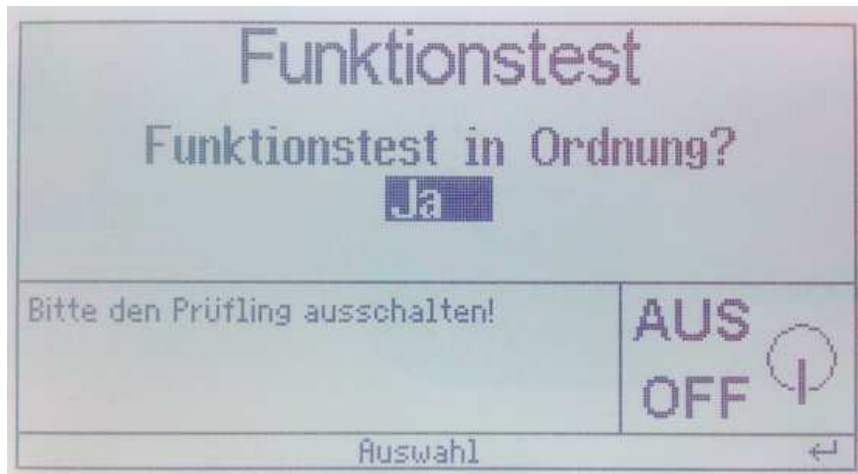 Funktionstest
Funktionstest in Ordnung?
Ja
Bitte den Prüfling ausschalten!
AUS
OFF
Auswahl